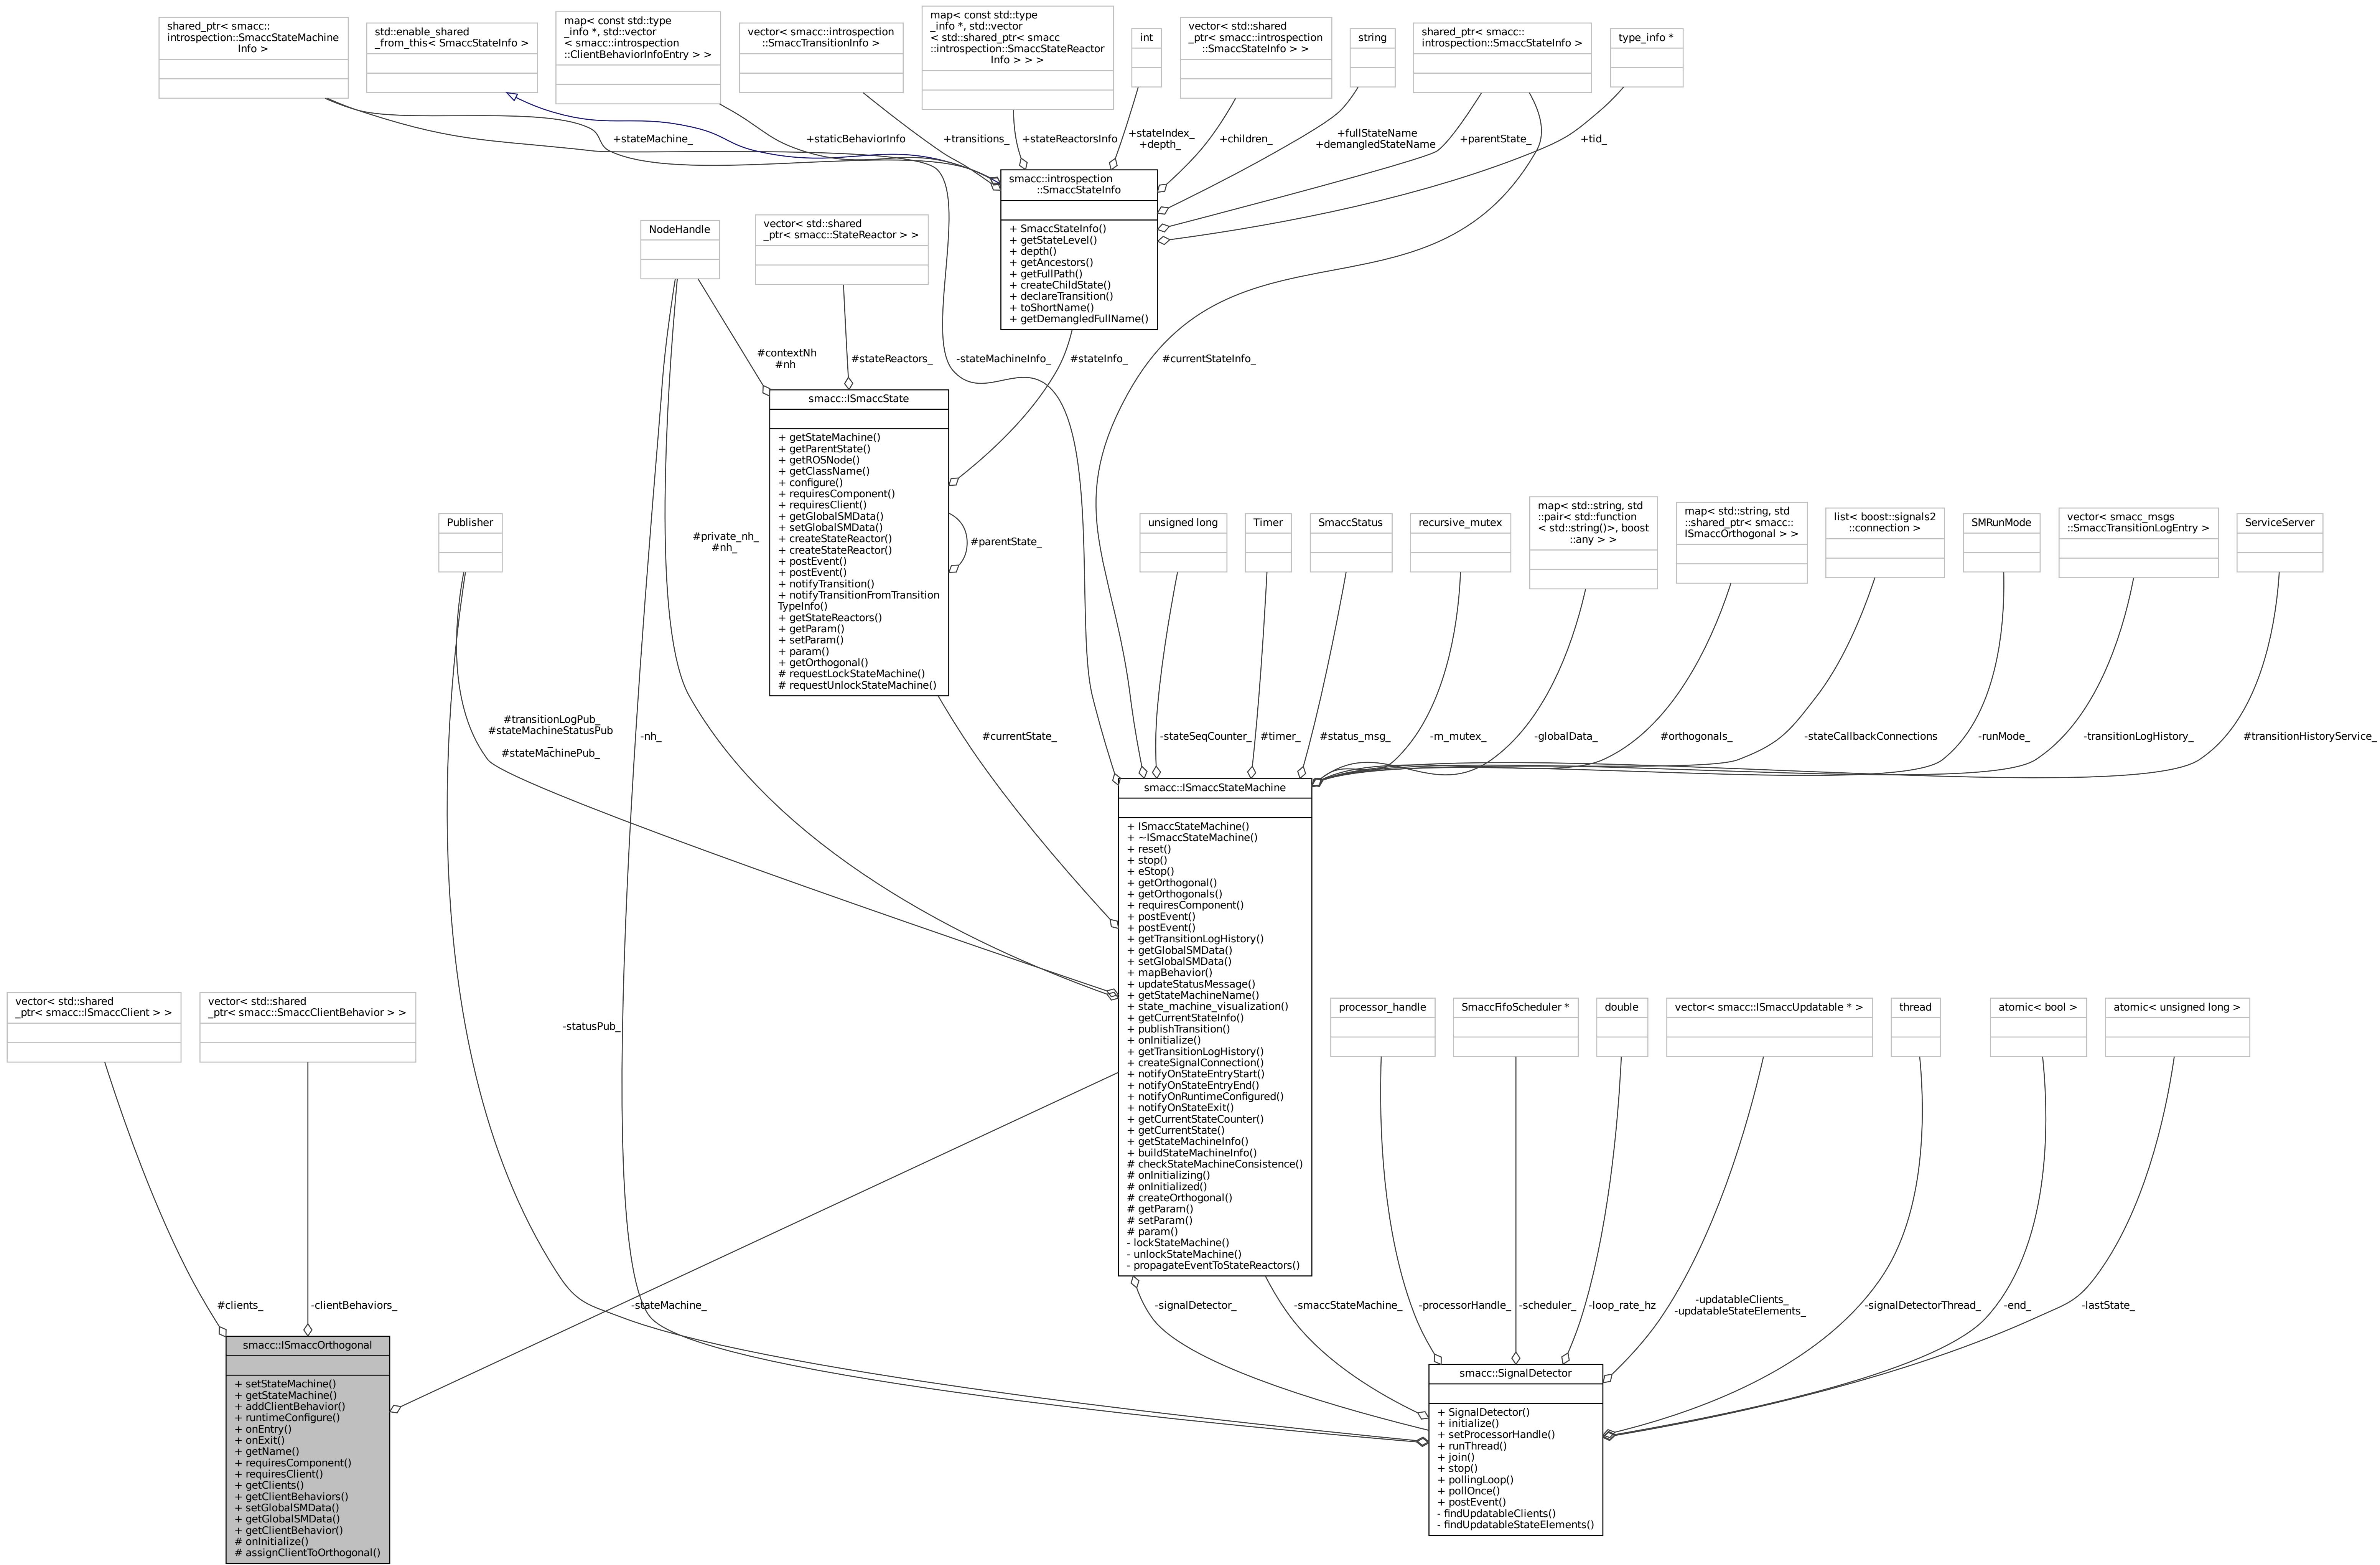 shared_ptr< smacc::
introspection::SmaccStateMachine
Info >
std::enable_shared
_from_this< SmaccStateInfo >
map< const std::type
_info *, std::vector
< smacc::introspection
::ClientBehaviorInfoEntry > >
vector< smacc::introspection
::SmaccTransitionInfo >
map< const std::type
_info *, std::vector
< std::shared_ptr< smacc
::introspection::SmaccStateReactor
Info > > >
int
vector< std::shared
_ptr< smacc::introspection
::SmaccStateInfo > >
string
shared_ptr< smacc::
introspection::SmaccStateInfo >
type_info *
+stateMachine_
+staticBehaviorInfo
+transitions_
+stateReactorsInfo
+stateIndex_
+depth_
+children_
+fullStateName
+demangledStateName
+parentState_
+tid_
smacc::introspection
::SmaccStateInfo
+ SmaccStateInfo()
+ getStateLevel()
+ depth()
+ getAncestors()
+ getFullPath()
+ createChildState()
+ declareTransition()
+ toShortName()
+ getDemangledFullName()
NodeHandle
vector< std::shared
_ptr< smacc::StateReactor > >
#contextNh
#nh
#stateReactors_
-stateMachineInfo_
#stateInfo_
#currentStateInfo_
smacc::ISmaccState
+ getStateMachine()
+ getParentState()
+ getROSNode()
+ getClassName()
+ configure()
+ requiresComponent()
+ requiresClient()
+ getGlobalSMData()
+ setGlobalSMData()
+ createStateReactor()
+ createStateReactor()
+ postEvent()
+ postEvent()
+ notifyTransition()
+ notifyTransitionFromTransition
TypeInfo()
+ getStateReactors()
+ getParam()
+ setParam()
+ param()
+ getOrthogonal()
# requestLockStateMachine()
# requestUnlockStateMachine()
#parentState_
Publisher
#private_nh_
#nh_
unsigned long
Timer
SmaccStatus
recursive_mutex
map< std::string, std
::pair< std::function
< std::string()>, boost
::any > >
map< std::string, std
::shared_ptr< smacc::
ISmaccOrthogonal > >
list< boost::signals2
::connection >
SMRunMode
vector< smacc_msgs
::SmaccTransitionLogEntry >
ServiceServer
#transitionLogPub_
#stateMachineStatusPub
_
#stateMachinePub_
-nh_
#currentState_
-stateSeqCounter_
#timer_
#status_msg_
-m_mutex_
-globalData_
#orthogonals_
-stateCallbackConnections
-runMode_
-transitionLogHistory_
#transitionHistoryService_
smacc::ISmaccStateMachine
+ ISmaccStateMachine()
+ ~ISmaccStateMachine()
+ reset()
+ stop()
+ eStop()
+ getOrthogonal()
+ getOrthogonals()
+ requiresComponent()
+ postEvent()
+ postEvent()
+ getTransitionLogHistory()
+ getGlobalSMData()
+ setGlobalSMData()
+ mapBehavior()
+ updateStatusMessage()
+ getStateMachineName()
+ state_machine_visualization()
+ getCurrentStateInfo()
+ publishTransition()
+ onInitialize()
+ getTransitionLogHistory()
+ createSignalConnection()
+ notifyOnStateEntryStart()
+ notifyOnStateEntryEnd()
+ notifyOnRuntimeConfigured()
+ notifyOnStateExit()
+ getCurrentStateCounter()
+ getCurrentState()
+ getStateMachineInfo()
+ buildStateMachineInfo()
# checkStateMachineConsistence()
# onInitializing()
# onInitialized()
# createOrthogonal()
# getParam()
# setParam()
# param()
- lockStateMachine()
- unlockStateMachine()
- propagateEventToStateReactors()
vector< std::shared
_ptr< smacc::ISmaccClient > >
vector< std::shared
_ptr< smacc::SmaccClientBehavior > >
-statusPub_
processor_handle
SmaccFifoScheduler *
double
vector< smacc::ISmaccUpdatable * >
thread
atomic< bool >
atomic< unsigned long >
#clients_
-clientBehaviors_
-stateMachine_
-signalDetector_
-smaccStateMachine_
-processorHandle_
-scheduler_
-loop_rate_hz
-updatableClients_
-updatableStateElements_
-signalDetectorThread_
-end_
-lastState_
smacc::ISmaccOrthogonal
+ setStateMachine()
+ getStateMachine()
+ addClientBehavior()
+ runtimeConfigure()
+ onEntry()
+ onExit()
+ getName()
+ requiresComponent()
+ requiresClient()
+ getClients()
+ getClientBehaviors()
+ setGlobalSMData()
+ getGlobalSMData()
+ getClientBehavior()
# onInitialize()
# assignClientToOrthogonal()
smacc::SignalDetector
+ SignalDetector()
+ initialize()
+ setProcessorHandle()
+ runThread()
+ join()
+ stop()
+ pollingLoop()
+ pollOnce()
+ postEvent()
- findUpdatableClients()
- findUpdatableStateElements()